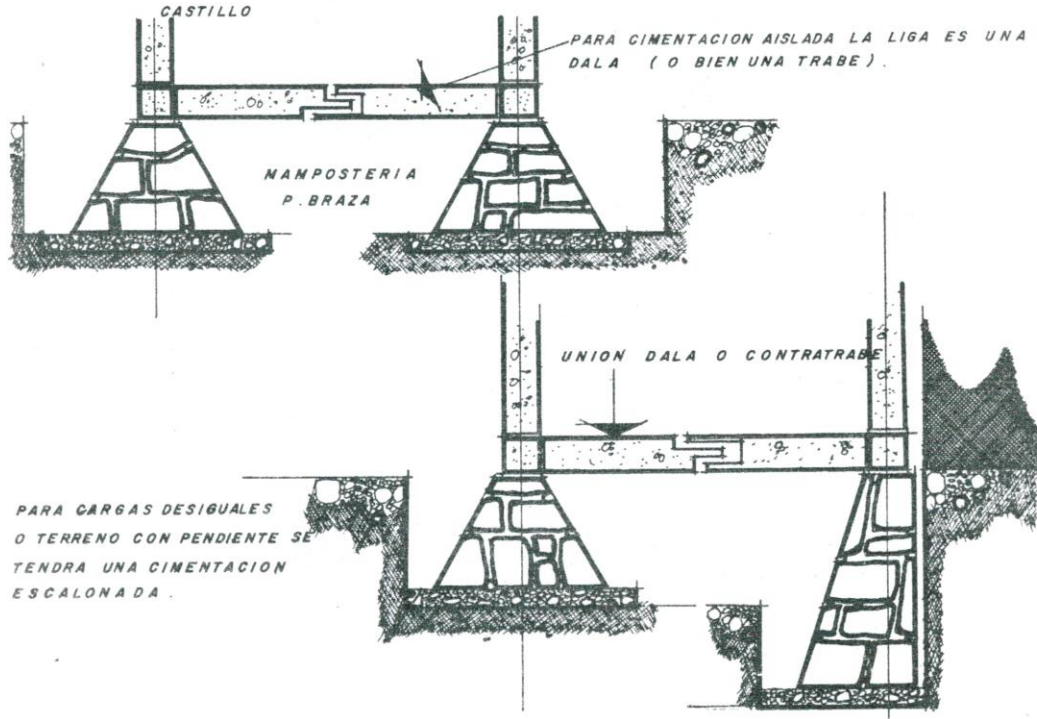 CASTILLO
PARA CIMENTACION AISLADA LA LIGA ES UNA
DALA ( O BIEN UNA TRABE ).
MAMPOSTERIA
P. BRAZA
UNION DALA O CONTRATRABE
PARA CARGAS DESIGUALES
O TERRENO CON PENDIENTE SE
TENDRA UNA CIMENTACION
ESCALONADA .